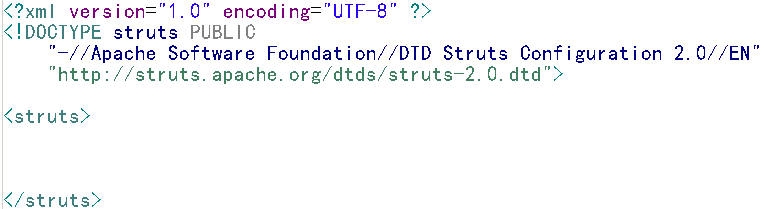 <?xml version="1.0" encoding="UTF-8" ?>
<!DOCTYPE struts PUBLIC
"-//Apache Software Foundation//DTD Struts Configuration 2.0//EN"
"http://struts.apache.org/dtds/struts-2.0.dtd">
<struts>
</struts>